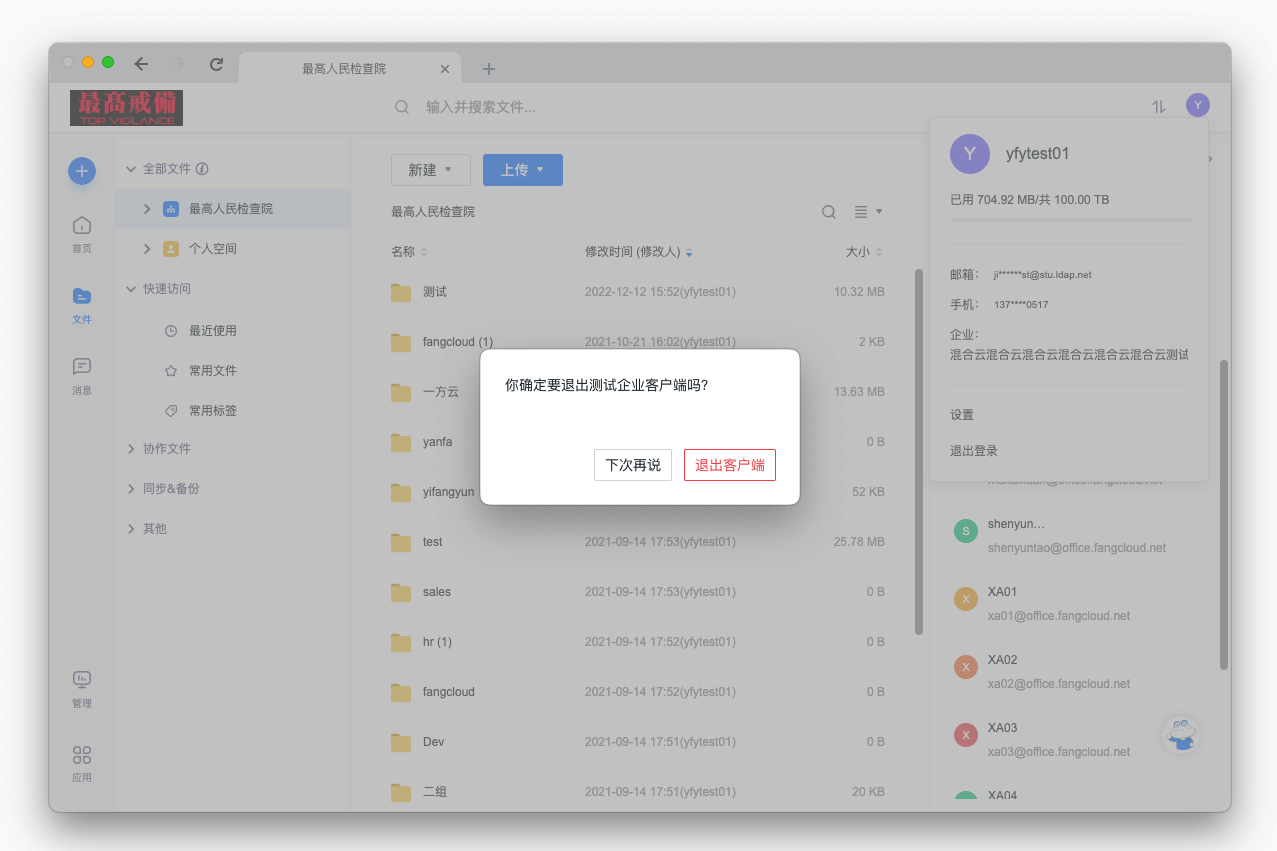 最高人民检查院
最高戒備
TOP VIGILANCE
输入并搜索文件...
Y
Y
yfytest01
已用 704.92 MB/共 100.00 TB
邮箱： ji******st@stu.ldap.net
手机： 137****0517
企业：
混合云混合云混合云混合云混合云混合云测试
设置
退出登录
首页
文件
消息
管理
应用
全部文件
最高人民检查院
个人空间
快速访问
最近使用
常用文件
常用标签
协作文件
同步&备份
其他
新建
上传
最高人民检查院
名称 修改时间 (修改人) 大小
测试 2022-12-12 15:52(yfytest01) 10.32 MB
fangcloud (1) 2021-10-21 16:02(yfytest01) 2 KB
一方云 13.63 MB
yanfa 0 B
yifangyun 52 KB
test 2021-09-14 17:53(yfytest01) 25.78 MB
sales 2021-09-14 17:53(yfytest01) 0 B
hr (1) 2021-09-14 17:52(yfytest01) 0 B
fangcloud 2021-09-14 17:52(yfytest01) 0 B
Dev 2021-09-14 17:51(yfytest01) 0 B
二组 2021-09-14 17:51(yfytest01) 20 KB
你确定要退出测试企业客户端吗?
下次再说
退出客户端
S
shenyun...
shenyuntao@office.fangcloud.net
X
XA01
xa01@office.fangcloud.net
X
XA02
xa02@office.fangcloud.net
X
XA03
xa03@office.fangcloud.net
XA04